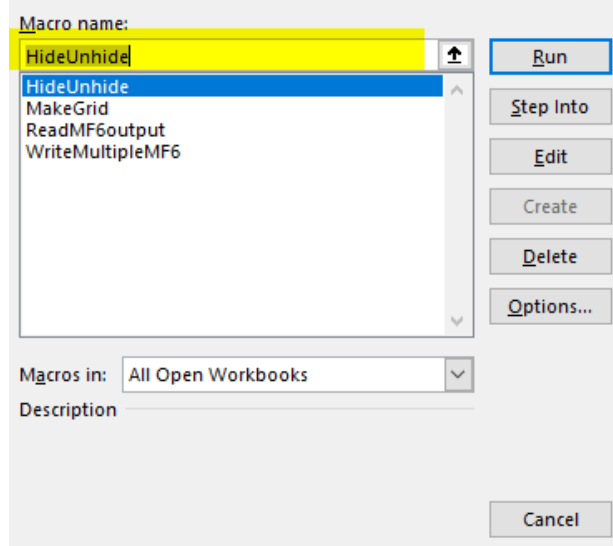 Macro name:
HideUnhide
Run
HideUnhide
MakeGrid
ReadMF6output
WriteMultipleMF6
Step Into
Edit
Create
Delete
Options...
Macros in: All Open Workbooks
Description
Cancel